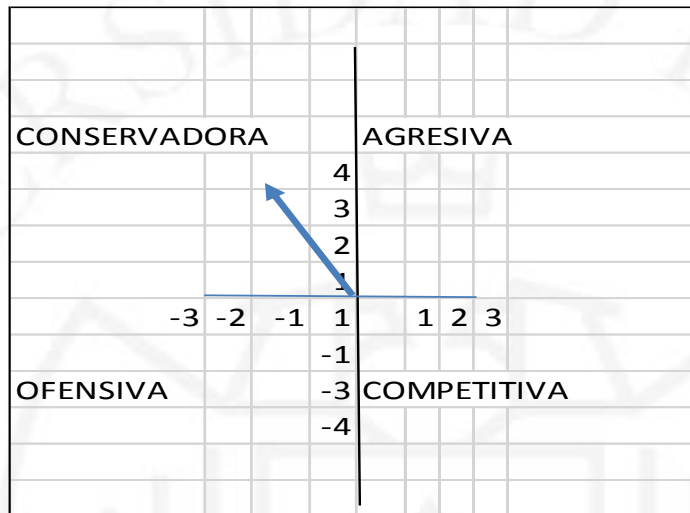 CONSERVADORA AGRESIVA
4
3
2
1
-3 -2 -1 1 1 2 3
-1
OFENSIVA -3 COMPETITIVA
-4